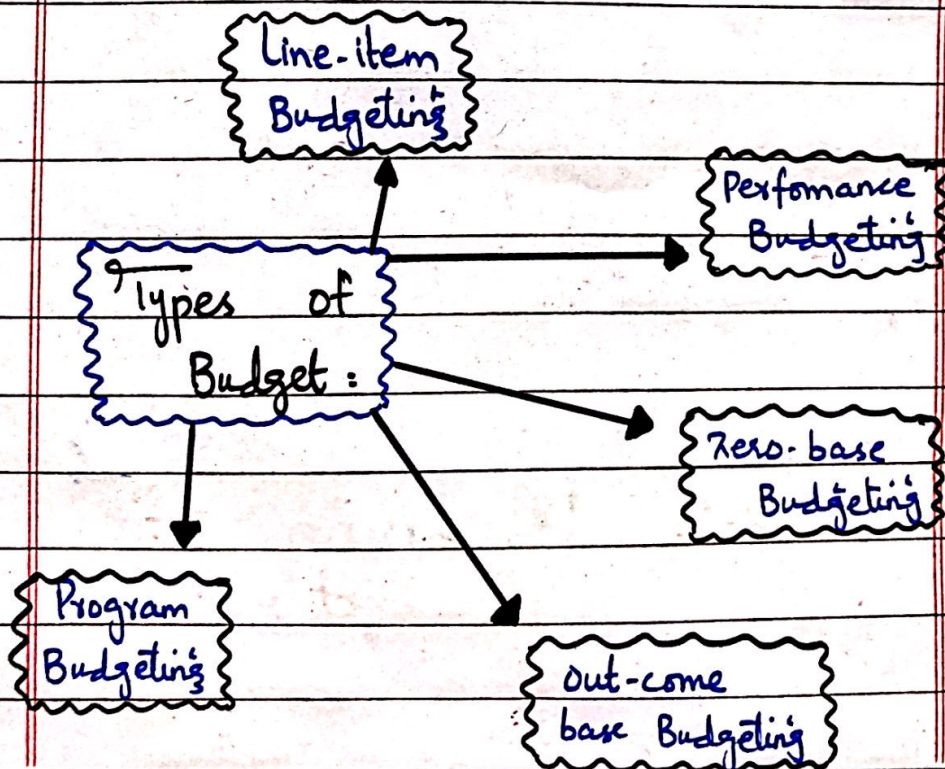 Line-item
Budgeting
Perfomance
Budgeting
Types of
Budget :
Zero-base
Budgeting
Program
Budgeting
out-come
base Budgeting